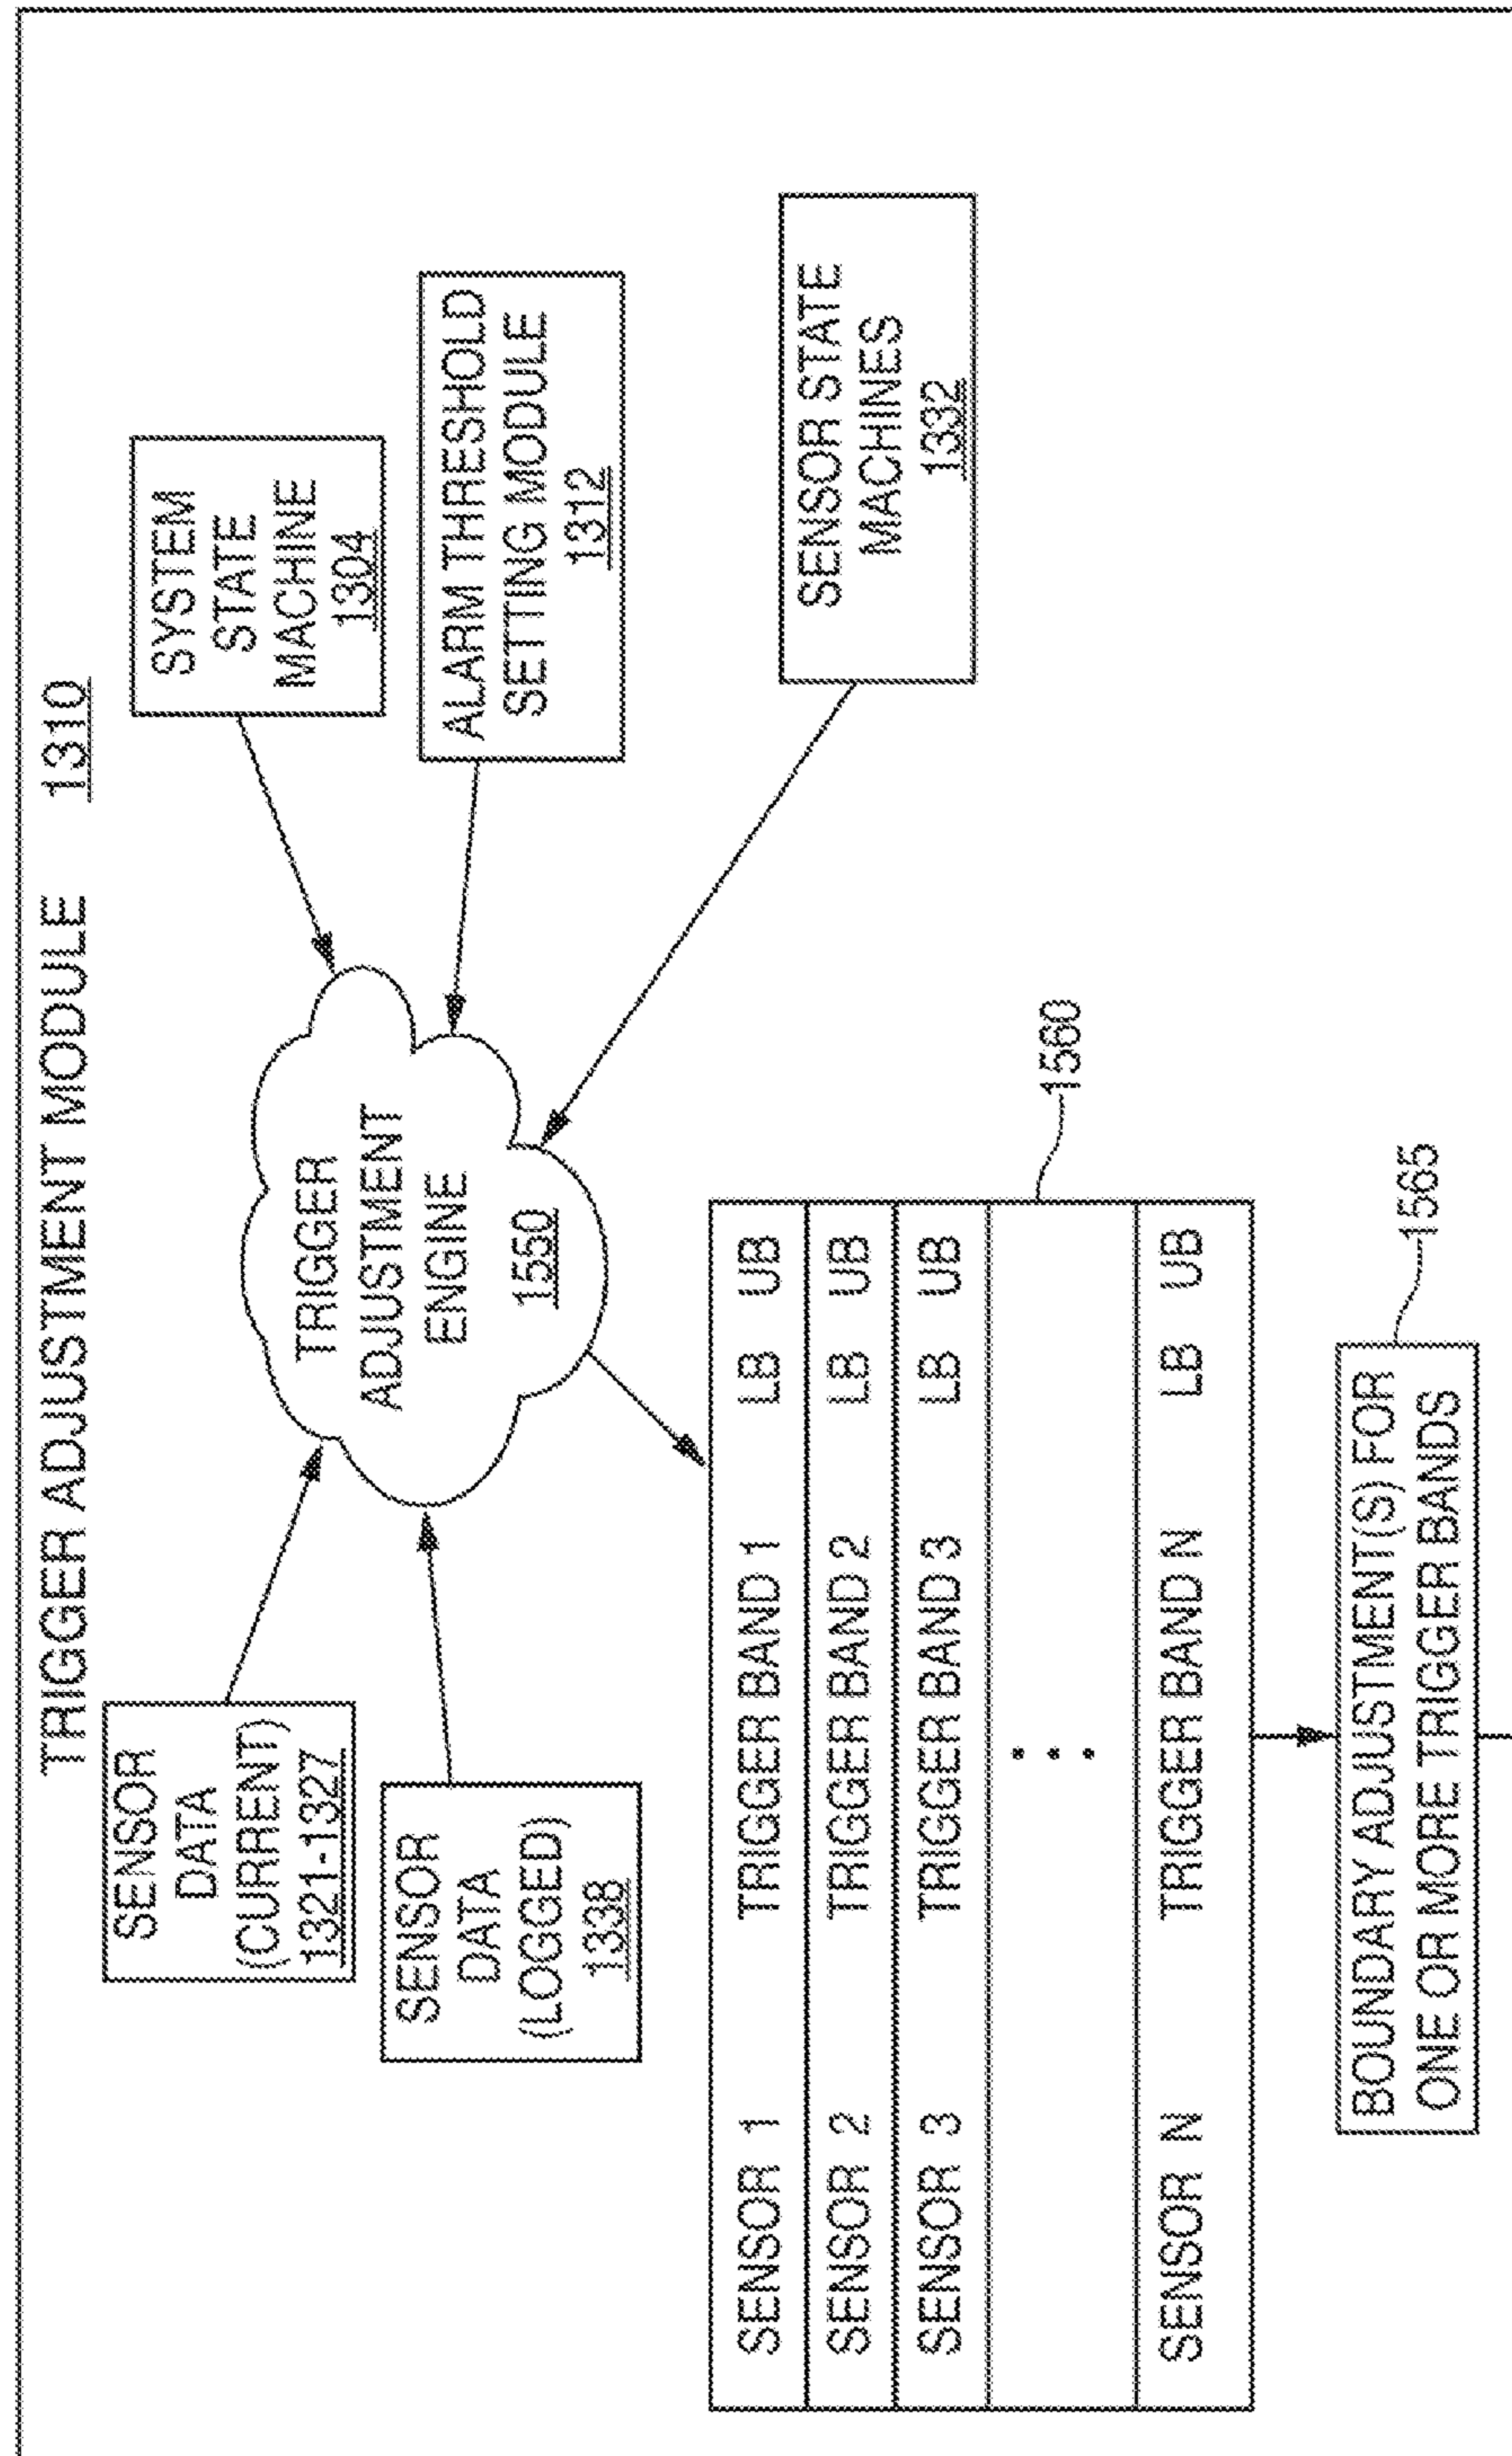 TRIGGER ADJUSTMENT MODULE 1310
SENSOR
DATA
(CURRENT)
1321-1327
SENSOR
DATA
(LOGGED)
1338
TRIGGER
ADJUSTMENT
ENGINE
1550
SYSTEM
STATE
MACHINE
1304
ALARM THRESHOLD
SETTING MODULE
1312
SENSOR STATE
MACHINES
1332
SENSOR 1 TRIGGER BAND 1 LB UB
SENSOR 2 TRIGGER BAND 2 LB UB
SENSOR 3 TRIGGER BAND 3 LB UB
• • •
SENSOR N TRIGGER BAND N LB UB
1560
BOUNDARY ADJUSTMENT(S) FOR
ONE OR MORE TRIGGER BANDS
1565